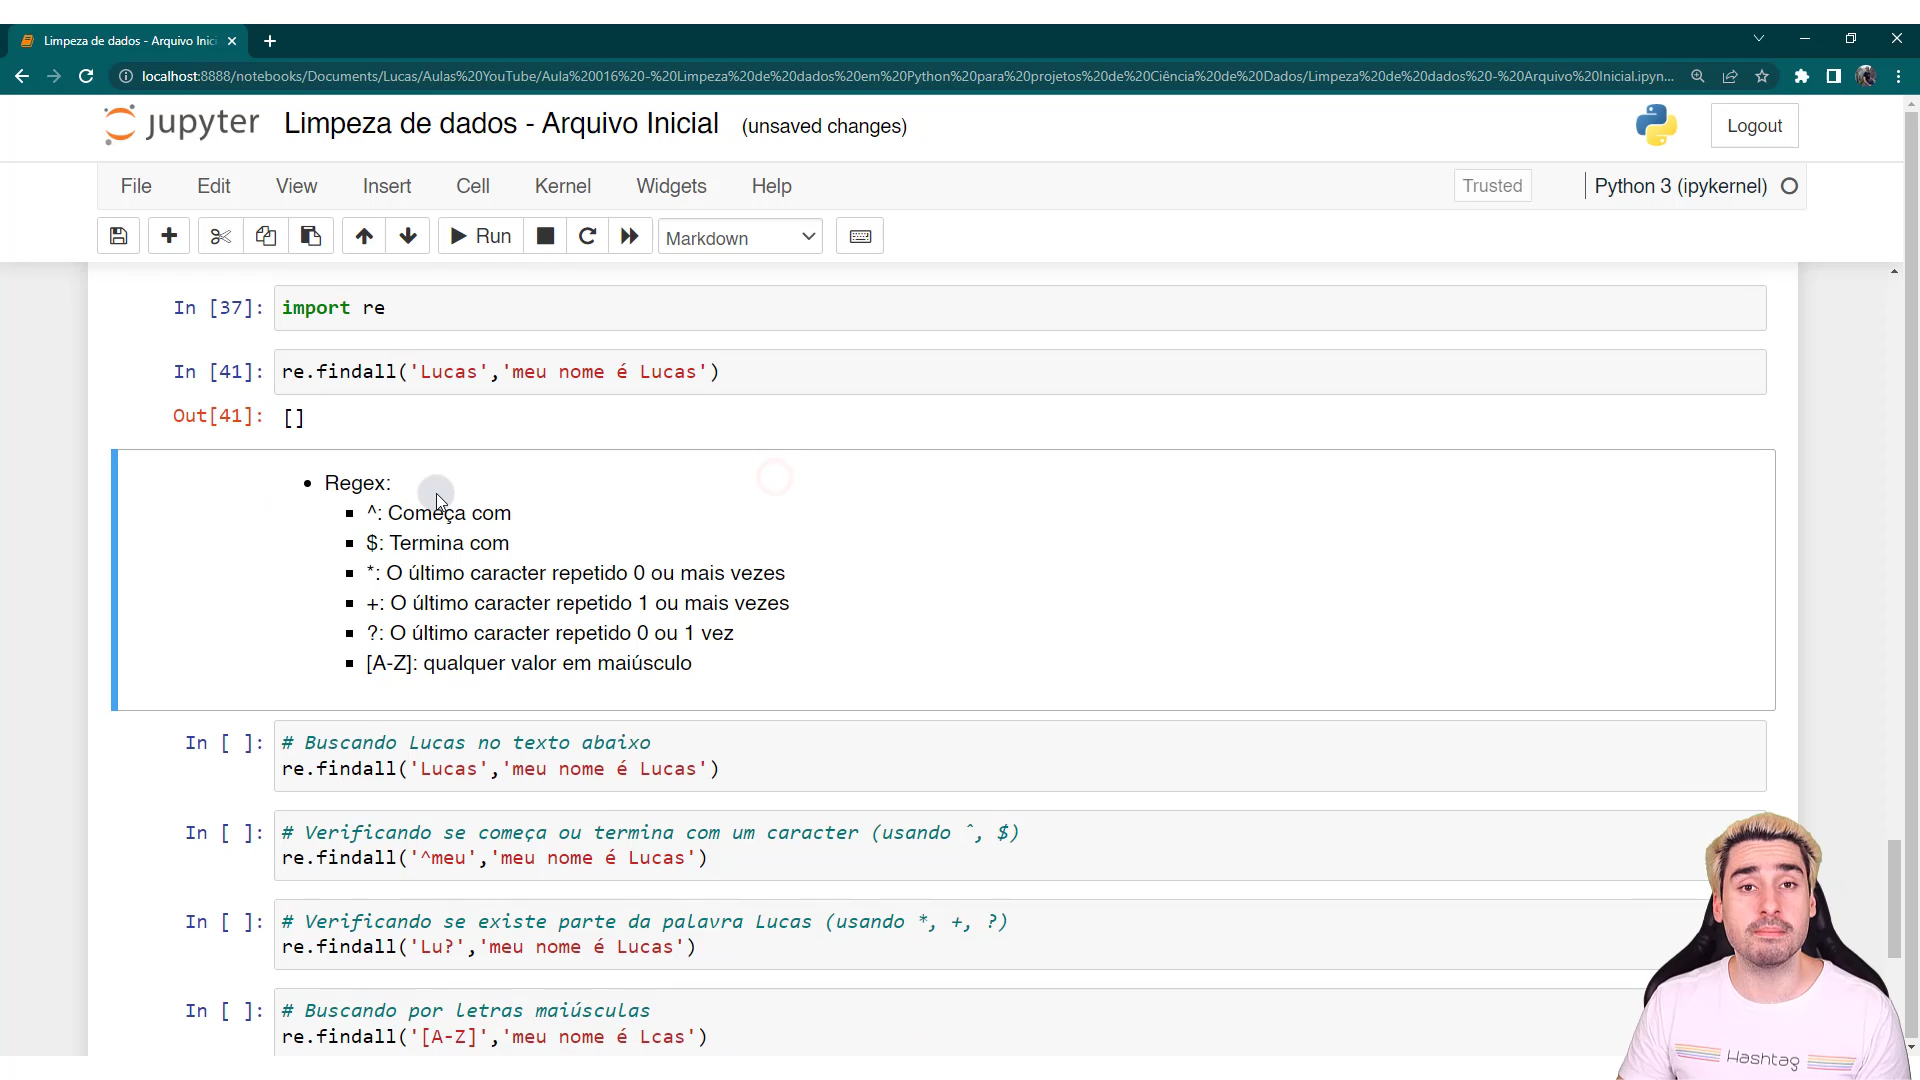 Limpeza de dados - Arquivo Inici
localhost:8888/notebooks/Documents/Lucas/Aulas%20YouTube/Aula%20016%20-%20Limpeza%20de%20dados%20em%20Python%20para%20projetos%20de%20Ciência%20de%20Dados/Limpeza%20de%20dados%20-%20Arquivo%20Inicial.ipyn...
jupyter Limpeza de dados - Arquivo Inicial (unsaved changes) Logout
File Edit View Insert Cell Kernel Widgets Help Trusted Python 3 (ipykernel)
Run Markdown
In [37]: import re
In [41]: re.findall('Lucas','meu nome é Lucas')
Out[41]: []
Regex:
^: Começa com
$: Termina com
*: O último caracter repetido 0 ou mais vezes
+: O último caracter repetido 1 ou mais vezes
?: O último caracter repetido 0 ou 1 vez
[A-Z]: qualquer valor em maiúsculo
In [ ]: # Buscando Lucas no texto abaixo
re.findall('Lucas','meu nome é Lucas')
In [ ]: # Verificando se começa ou termina com um caracter (usando ˆ, $)
re.findall('^meu','meu nome é Lucas')
In [ ]: # Verificando se existe parte da palavra Lucas (usando *, +, ?)
re.findall('Lu?','meu nome é Lucas')
In [ ]: # Buscando por letras maiúsculas
re.findall('[A-Z]','meu nome é Lcas')
Hashtag